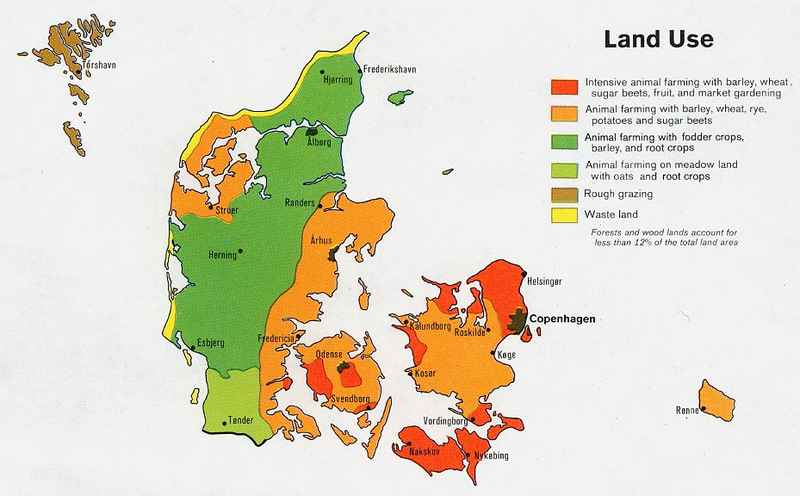 Land Use
Intensive animal farming with barley, wheat,
sugar beets, fruit, and market gardening
Animal farming with barley, wheat, rye,
potatoes and sugar beets
Animal farming with fodder crops,
barley, and root crops
Animal farming on meadow land
with oats and root crops
Rough grazing
Waste land
Forests and wood lands account for
less than 12% of the total land area
Tórshavn
Frederikshavn
Hjørring
Ålborg
Struer
Randers
Århus
Hørning
Helsingør
Copenhagen
Kalundborg
Roskilde
Esbjerg
Fredericia
Odense
Køge
Kosør
Svendborg
Rønne
Tønder
Vordingborg
Nakskov
Nykøbing